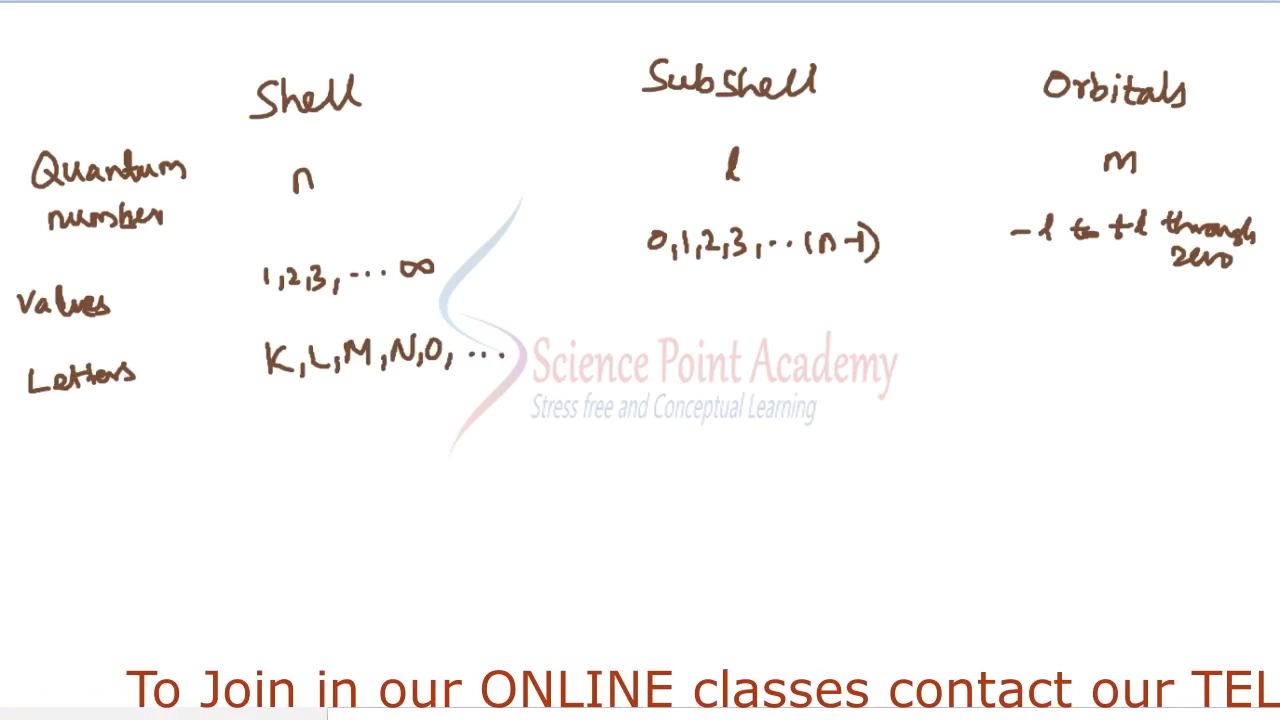 Shell Subshell Orbitals
Quantum number n l m
values 1,2,3, ... ∞ 0,1,2,3, ... (n-1) -l to +l through zero
Letters K, L, M, N, O, ...
Science Point Academy
Stress free and Conceptual Learning
To Join in our ONLINE classes contact our TEL